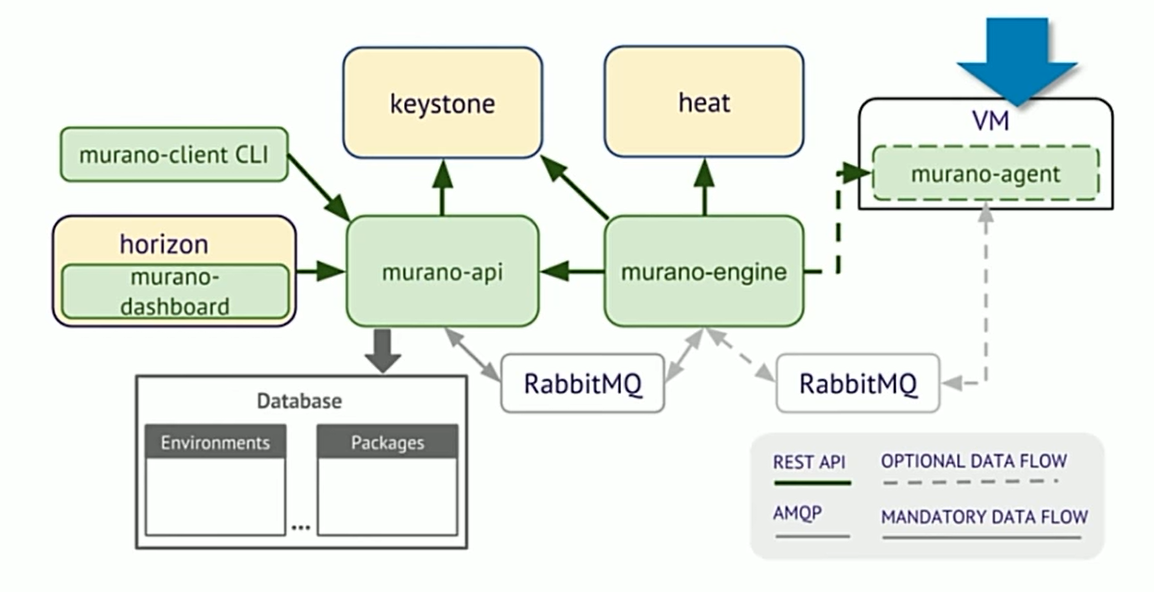 keystone
heat
VM
murano-client CLI
murano-agent
horizon
murano-
dashboard
murano-api
murano-engine
RabbitMQ
RabbitMQ
Database
Environments
Packages
...
REST API
OPTIONAL DATA FLOW
AMQP
MANDATORY DATA FLOW